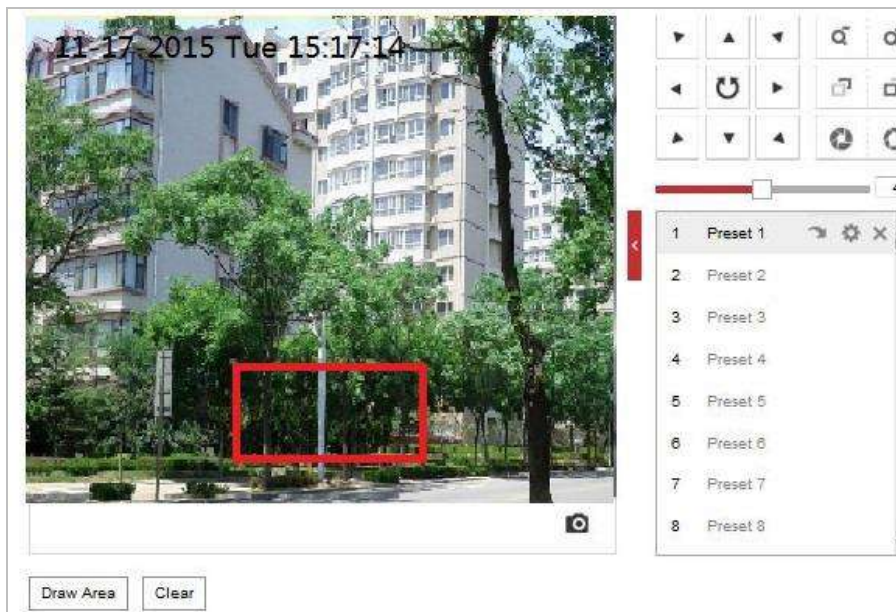 11-17-2015 Tue 15:17:14
1 Preset 1
2 Preset 2
3 Preset 3
4 Preset 4
5 Preset 5
6 Preset 6
7 Preset 7
8 Preset 8
Draw Area Clear